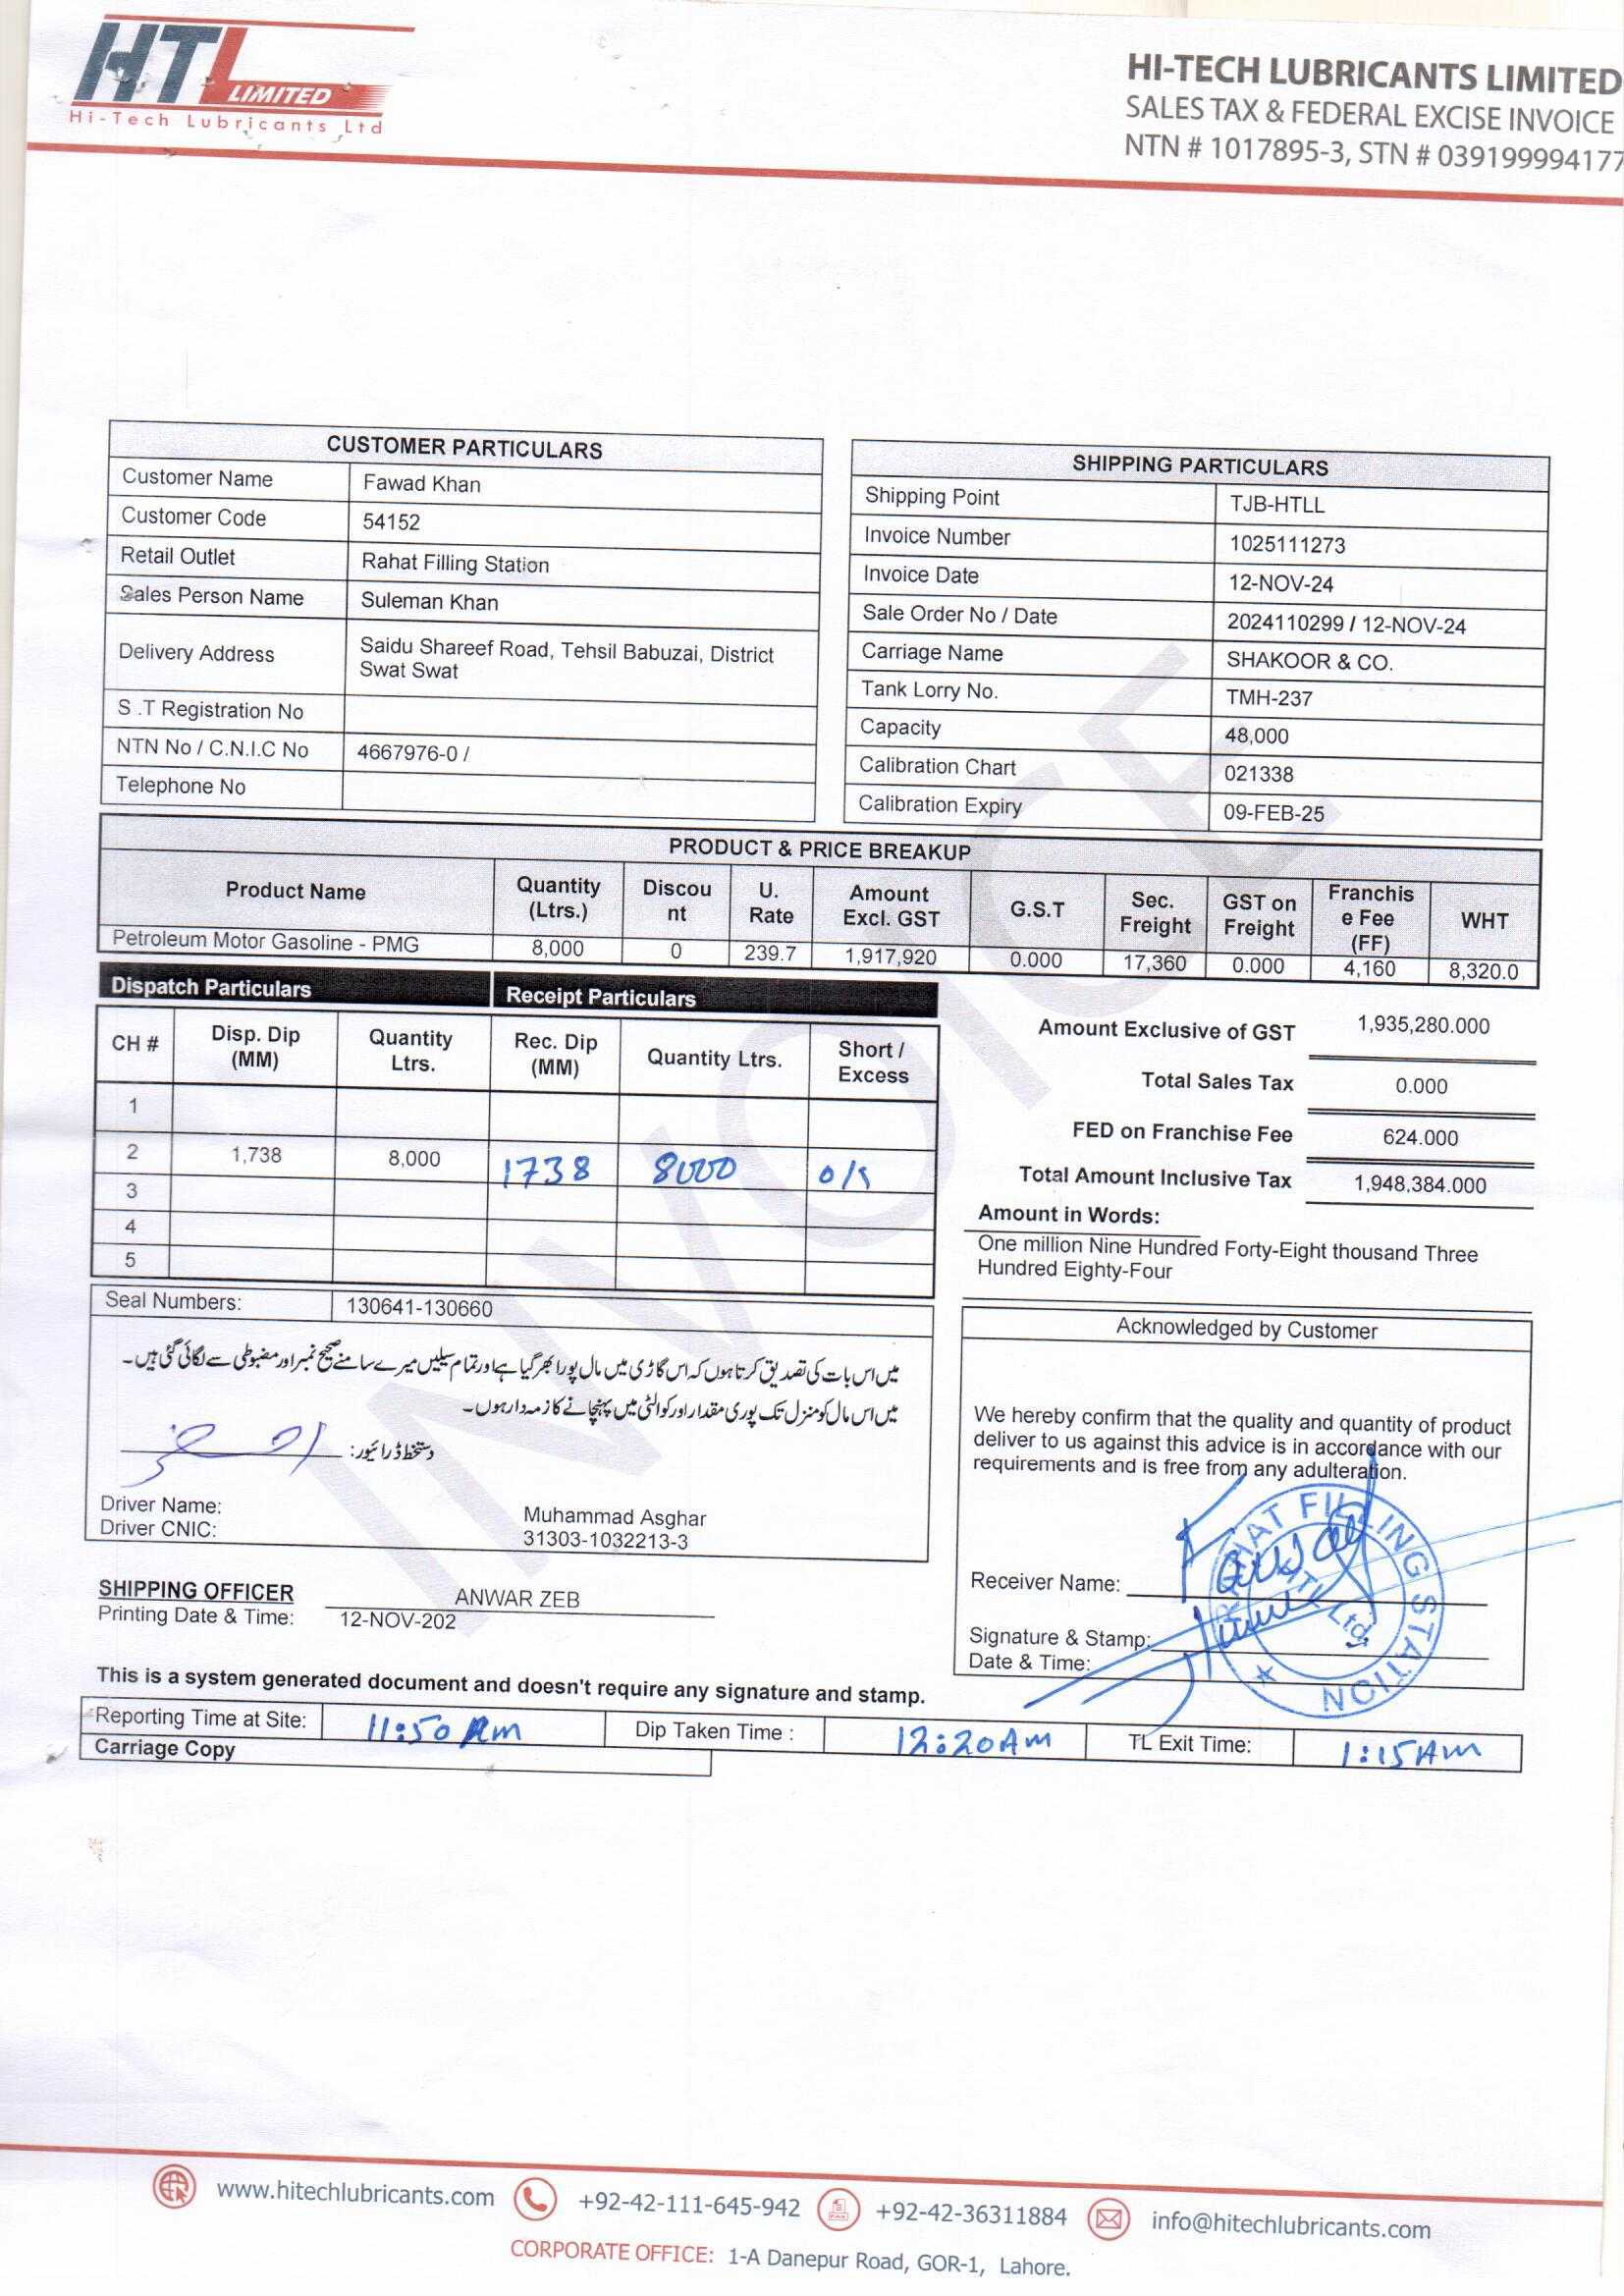 HTL LIMITED
Hi-Tech Lubricants Ltd
HI-TECH LUBRICANTS LIMITED
SALES TAX & FEDERAL EXCISE INVOICE
NTN # 1017895-3, STN # 039199994177
CUSTOMER PARTICULARS
Customer Name Fawad Khan
Customer Code 54152
Retail Outlet Rahat Filling Station
Sales Person Name Suleman Khan
Delivery Address Saidu Shareef Road, Tehsil Babuzai, District
Swat Swat
S .T Registration No
NTN No / C.N.I.C No 4667976-0 /
Telephone No
SHIPPING PARTICULARS
Shipping Point TJB-HTLL
Invoice Number 1025111273
Invoice Date 12-NOV-24
Sale Order No / Date 2024110299 / 12-NOV-24
Carriage Name SHAKOOR & CO.
Tank Lorry No. TMH-237
Capacity 48,000
Calibration Chart 021338
Calibration Expiry 09-FEB-25
INVOICE
PRODUCT & PRICE BREAKUP
Product Name Quantity (Ltrs.) Discou nt U. Rate Amount Excl. GST G.S.T Sec. Freight GST on Freight Franchis e Fee (FF) WHT
Petroleum Motor Gasoline - PMG 8,000 0 239.7 1,917,920 0.000 17,360 0.000 4,160 8,320.0
Dispatch Particulars Receipt Particulars
CH # Disp. Dip (MM) Quantity Ltrs. Rec. Dip (MM) Quantity Ltrs. Short / Excess
1
2 1,738 8,000 1738 8000
3
4
5
Amount Exclusive of GST 1,935,280.000
Total Sales Tax 0.000
FED on Franchise Fee 624.000
Total Amount Inclusive Tax 1,948,384.000
Amount in Words:
One million Nine Hundred Forty-Eight thousand Three
Hundred Eighty-Four
Seal Numbers: 130641-130660
میں اس بات کی تصدیق کرتا ہوں کہ اس گاڑی میں مال پورا بھر گیا ہے اور تمام سیلیں میرے سامنے صحیح نمبر اور مضبوطی سے لگائی گئی ہیں۔
میں اس مال کو منزل تک پوری مقدار اور کوالٹی میں پہنچانے کا زمہ دار ہوں۔
دستخط ڈرائیور:
Driver Name: Muhammad Asghar
Driver CNIC: 31303-1032213-3
Acknowledged by Customer
We hereby confirm that the quality and quantity of product
deliver to us against this advice is in accordance with our
requirements and is free from any adulteration.
Receiver Name:
Signature & Stamp:
Date & Time:
FILLING STATION
HTL Ltd.
SHIPPING OFFICER ANWAR ZEB
Printing Date & Time: 12-NOV-202
This is a system generated document and doesn't require any signature and stamp.
Reporting Time at Site: 11:50 Dip Taken Time : 12:20 AM TL Exit Time: 1:15 AM
Carriage Copy
www.hitechlubricants.com +92-42-111-645-942 +92-42-36311884 info@hitechlubricants.com
CORPORATE OFFICE: 1-A Danepur Road, GOR-1, Lahore.